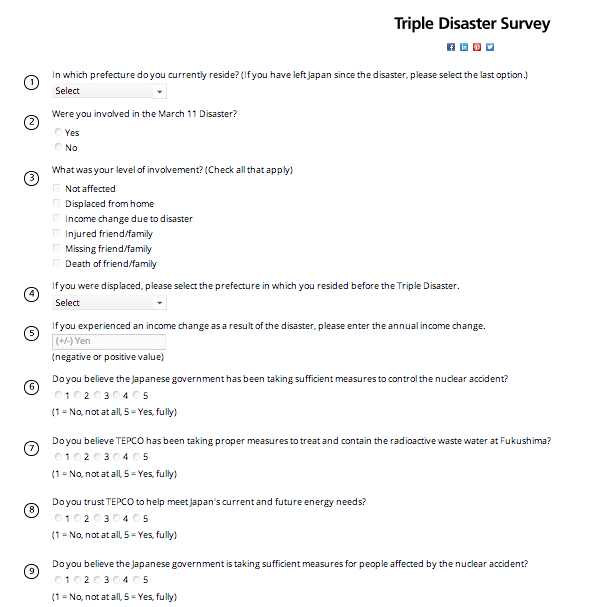 Triple Disaster Survey
1
In which prefecture do you currently reside? (If you have left Japan since the disaster, please select the last option.)
Select
2
Were you involved in the March 11 Disaster?
Yes
No
3
What was your level of involvement? (Check all that apply)
Not affected
Displaced from home
Income change due to disaster
Injured friend/family
Missing friend/family
Death of friend/family
4
If you were displaced, please select the prefecture in which you resided before the Triple Disaster.
Select
5
If you experienced an income change as a result of the disaster, please enter the annual income change.
(+/-) Yen
(negative or positive value)
6
Do you believe the Japanese government has been taking sufficient measures to control the nuclear accident?
1 2 3 4 5
(1 = No, not at all, 5 = Yes, fully)
7
Do you believe TEPCO has been taking proper measures to treat and contain the radioactive waste water at Fukushima?
1 2 3 4 5
(1 = No, not at all, 5 = Yes, fully)
8
Do you trust TEPCO to help meet Japan's current and future energy needs?
1 2 3 4 5
(1 = No, not at all, 5 = Yes, fully)
9
Do you believe the Japanese government is taking sufficient measures for people affected by the nuclear accident?
1 2 3 4 5
(1 = No, not at all, 5 = Yes, fully)